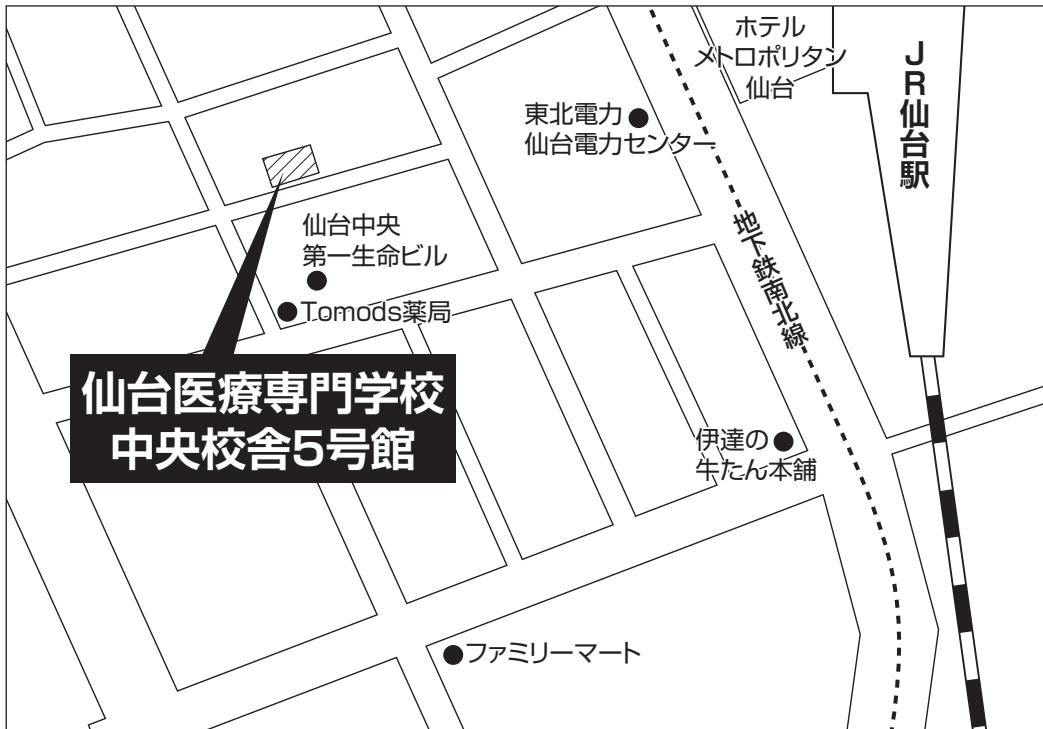 ホテル
メトロポリタン
仙台
JR仙台駅
東北電力
仙台電力センター
地下鉄南北線
仙台中央
第一生命ビル
Tomods薬局
仙台医療専門学校
中央校舎5号館
伊達の
牛たん本舗
ファミリーマート